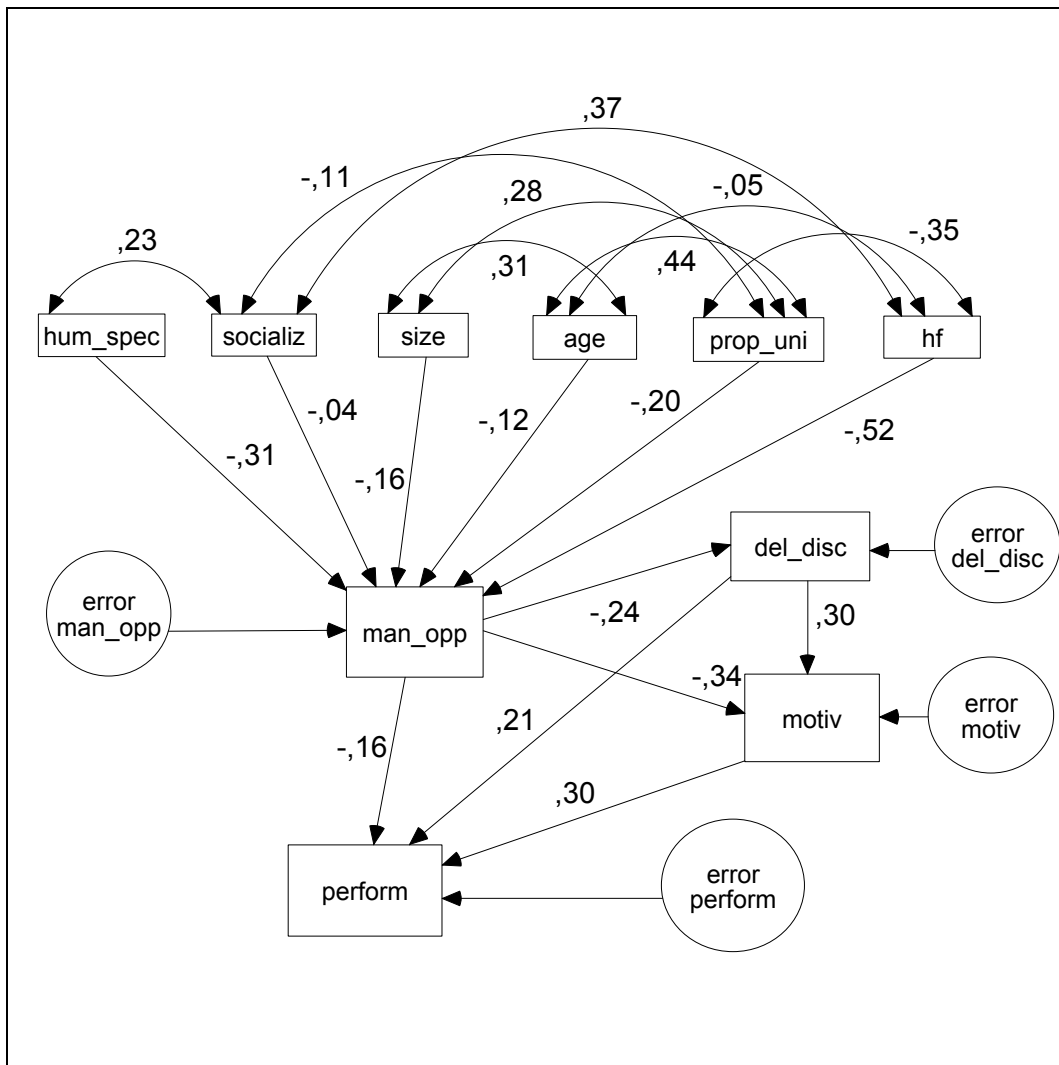 ,37
-,11
,28
-,05
,23
,31
,44
-,35
hum_spec
socializ
size
age
prop_uni
hf
-,04
-,12
-,20
-,31
-,16
-,52
error
man_opp
man_opp
del_disc
error
del_disc
-,24
,30
-,34
motiv
error
motiv
-,16
,21
,30
perform
error
perform